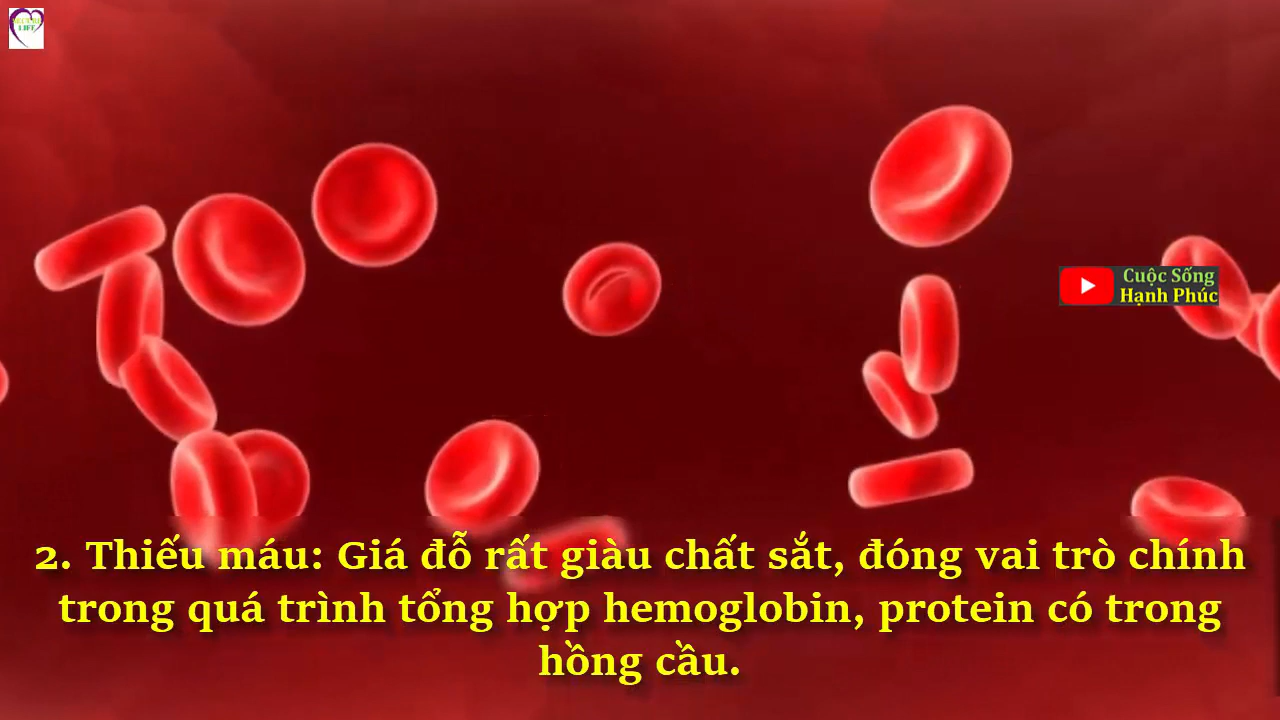 Cuộc Sống
Hạnh Phúc
2. Thiếu máu: Giá đỗ rất giàu chất sắt, đóng vai trò chính
trong quá trình tổng hợp hemoglobin, protein có trong
hồng cầu.